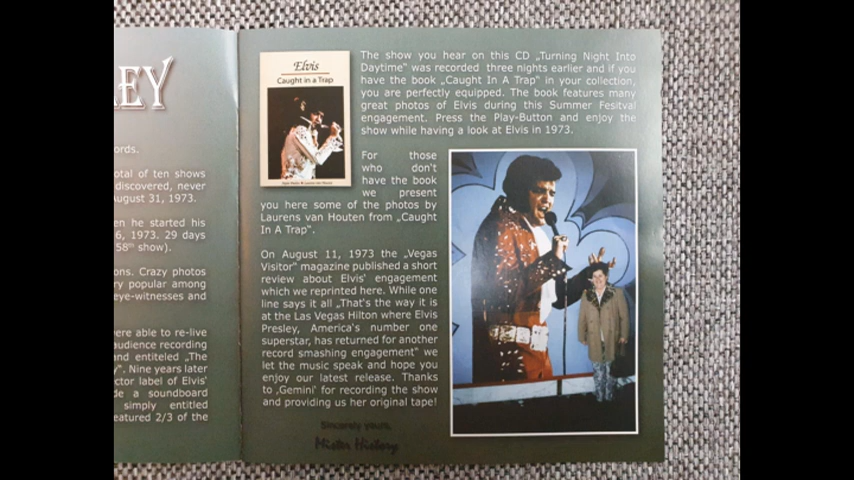 EY
ords.
otal of ten shows
discovered, never
ugust 31, 1973.
en he started his
6, 1973. 29 days
58th show).
ons. Crazy photos
ry popular among
eye-witnesses and
were able to re-live
audience recording
and entiteled „The
y“. Nine years later
ctor label of Elvis'
de a soundboard
simply entitled
eatured 2/3 of the
Elvis
Caught in a Trap
The show you hear on this CD „Turning Night Into
Daytime“ was recorded three nights earlier and if you
have the book „Caught In A Trap“ in your collection,
you are perfectly equipped. The book features many
great photos of Elvis during this Summer Fesitval
engagement. Press the Play-Button and enjoy the
show while having a look at Elvis in 1973.
For those
who don't
have the book
we present
you here some of the photos by
Laurens van Houten from „Caught
In A Trap“.
On August 11, 1973 the „Vegas
Visitor“ magazine published a short
review about Elvis' engagement
which we reprinted here. While one
line says it all „That's the way it is
at the Las Vegas Hilton where Elvis
Presley, America's number one
superstar, has returned for another
record smashing engagement“ we
let the music speak and hope you
enjoy our latest release. Thanks
to ‚Gemini' for recording the show
and providing us her original tape!
Sincerely yours,
Mister History